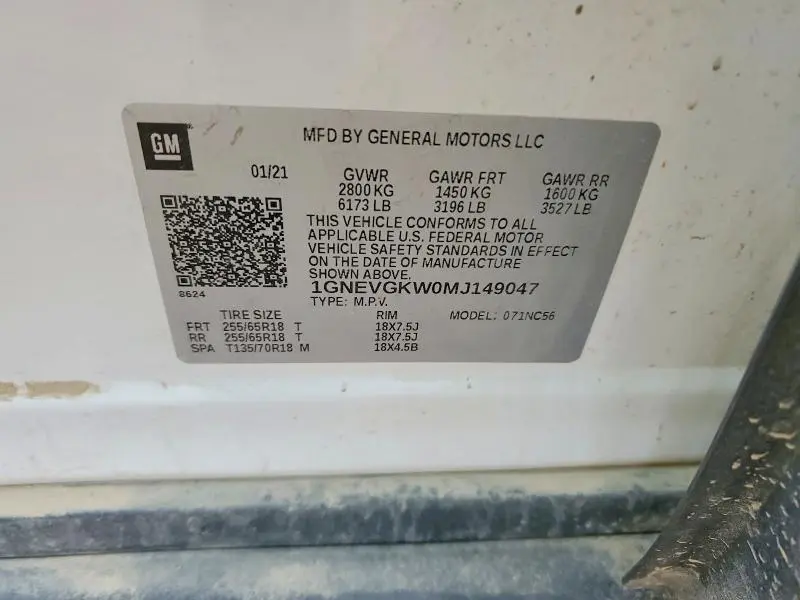 GM
MFD BY GENERAL MOTORS LLC
01/21 GVWR GAWR FRT GAWR RR
2800 KG 1450 KG 1600 KG
6173 LB 3196 LB 3527 LB
THIS VEHICLE CONFORMS TO ALL
APPLICABLE U.S. FEDERAL MOTOR
VEHICLE SAFETY STANDARDS IN EFFECT
ON THE DATE OF MANUFACTURE
SHOWN ABOVE.
8624
1GNEVGKW0MJ149047
TYPE: M.P.V. MODEL: 071NC56
TIRE SIZE RIM
FRT 255/65R18 T 18X7.5J
RR 255/65R18 T 18X7.5J
SPA T135/70R18 M 18X4.5B